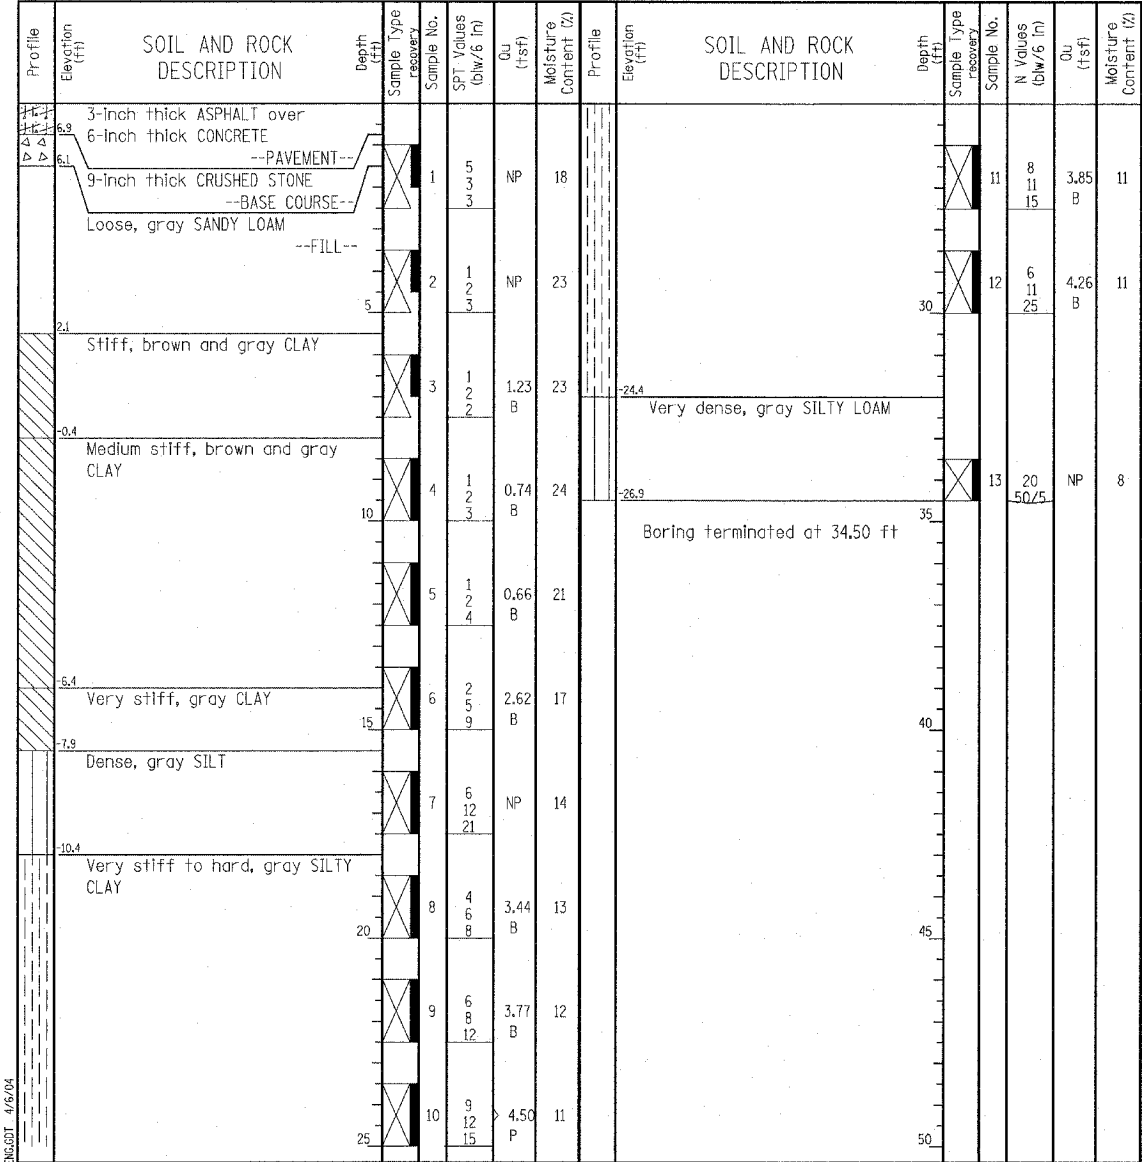 Profile
Elevation (ft)
SOIL AND ROCK
DESCRIPTION
Depth (ft)
Sample Type
recovery
Sample No.
SPT Values
(blw/6 in)
Qu
(tsf)
Moisture
Content (%)
3-inch thick ASPHALT over
6.9
6-inch thick CONCRETE
--PAVEMENT--
6.1
9-inch thick CRUSHED STONE
--BASE COURSE--
1
5
3
3
NP
18
Loose, gray SANDY LOAM
--FILL--
2
1
2
3
NP
23
5
2.1
Stiff, brown and gray CLAY
3
1
2
2
1.23
B
23
-0.4
Medium stiff, brown and gray
CLAY
4
1
2
3
0.74
B
24
10
5
1
2
4
0.66
B
21
-6.4
Very stiff, gray CLAY
6
2
5
9
2.62
B
17
15
-7.9
Dense, gray SILT
7
6
12
21
NP
14
-10.4
Very stiff to hard, gray SILTY
CLAY
8
4
6
8
3.44
B
13
20
9
6
8
12
3.77
B
12
10
9
12
15
> 4.50
P
11
25
Profile
Elevation (ft)
SOIL AND ROCK
DESCRIPTION
Depth (ft)
Sample Type
recovery
Sample No.
N Values
(blw/6 in)
Qu
(tsf)
Moisture
Content (%)
11
8
11
15
3.85
B
11
12
6
11
25
4.26
B
11
30
-24.4
Very dense, gray SILTY LOAM
13
20
50/5
NP
8
-26.9
35
Boring terminated at 34.50 ft
40
45
50
ENG.GDT 4/6/04